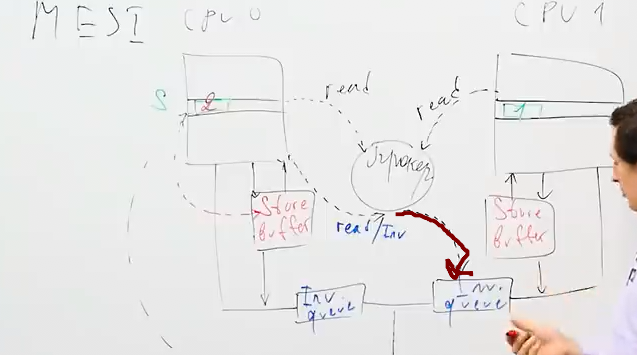 MESI
CPU 0
CPU 1
S
2
read
read
1
Брокер
Store
Buffer
Store
Buffer
read/Inv
Inv
queue
Inv.
queue